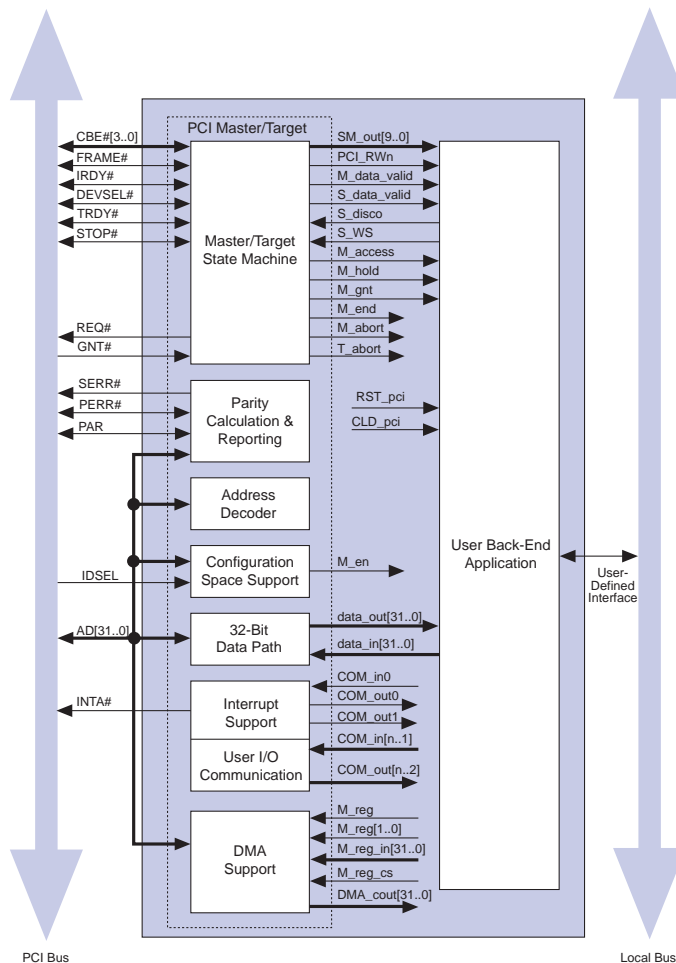 PCI Master/Target
CBE#[3..0]
FRAME#
IRDY#
DEVSEL#
TRDY#
STOP#
REQ#
GNT#
Master/Target
State Machine
SM_out[9..0]
PCI_RWn
M_data_valid
S_data_valid
S_disco
S_WS
M_access
M_hold
M_gnt
M_end
M_abort
T_abort
SERR#
PERR#
PAR
Parity
Calculation &
Reporting
RST_pci
CLD_pci
Address
Decoder
IDSEL
Configuration
Space Support
M_en
User Back-End
Application
User-
Defined
Interface
AD[31..0]
32-Bit
Data Path
data_out[31..0]
data_in[31..0]
INTA#
Interrupt
Support
COM_in0
COM_out0
COM_out1
User I/O
Communication
COM_in[n..1]
COM_out[n..2]
DMA
Support
M_reg
M_reg[1..0]
M_reg_in[31..0]
M_reg_cs
DMA_cout[31..0]
PCI Bus
Local Bus